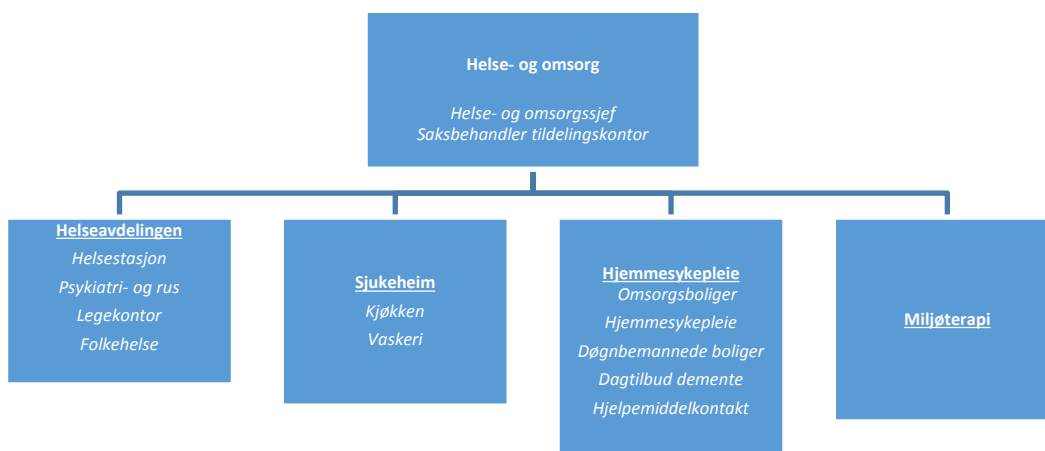 Helse- og omsorg
Helse- og omsorgssjef
Saksbehandler tildelingskontor
Helseavdelingen
Helsestasjon
Psykiatri- og rus
Legekontor
Folkehelse
Sjukeheim
Kjøkken
Vaskeri
Hjemmesykepleie
Omsorgsboliger
Hjemmesykepleie
Døgnbemannede boliger
Dagtilbud demente
Hjelpemiddelkontakt
Miljøterapi